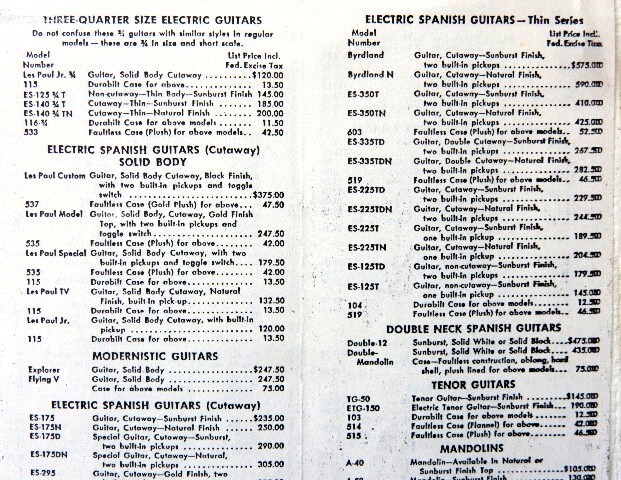 THREE-QUARTER SIZE ELECTRIC GUITARS
Do not confuse these ¾ guitars with similar styles in regular
models — these are ¾ in size and short scale.
Model List Price Incl.
Number Fed. Excise Tax
Les Paul Jr. ¾ Guitar, Solid Body Cutaway .......... $120.00
115 Durabilt Case for above............... 13.50
ES-125 ¾ T Non-cutaway—Thin Body—Sunburst Finish 145.00
ES-140 ¾ T Cutaway—Thin—Sunburst Finish ...... 185.00
ES-140 ¾ TN Cutaway—Thin—Natural Finish ........ 200.00
116-¾ Durabilt Case for above models ......... 11.50
533 Faultless Case (Plush) for above models.. 42.50
ELECTRIC SPANISH GUITARS (Cutaway)
SOLID BODY
Les Paul Custom Guitar, Solid Body Cutaway, Black Finish,
with two built-in pickups and toggle
switch ........................... $375.00
537 Faultless Case (Gold Plush) for above... 47.50
Les Paul Model Guitar, Solid Body, Cutaway, Gold Finish
Top, with two built-in pickups and
toggle switch..................... 247.50
535 Faultless Case (Plush) for above......... 42.00
Les Paul Special Guitar, Solid Body Cutaway, with two
built-in pickups and toggle switch.... 179.50
535 Faultless Case (Plush) for above......... 42.00
115 Durabilt Case for above............... 13.50
Les Paul TV Guitar, Solid Body, Cutaway, Natural
Finish, built in pick-up............ 132.50
115 Durabilt Case for above............... 13.50
Les Paul Jr. Guitar, Solid Body Cutaway, with built-in
pickup .......................... 120.00
115 Durabilt Case for above.............. 13.50
MODERNISTIC GUITARS
Explorer Guitar, Solid Body ................... $247.50
Flying V Guitar, Solid Body ................... 247.50
Case for above models .............. 75.00
ELECTRIC SPANISH GUITARS (Cutaway)
ES-175 Guitar, Cutaway—Sunburst Finish ...... $235.00
ES-175N Guitar, Cutaway—Natural Finish ....... 250.00
ES-175D Special Guitar, Cutaway—Sunburst,
two built-in pickups ............... 290.00
ES-175DN Special Guitar, Cutaway—Natural,
two built-in pickups ............... 305.00
ES-295 Guitar, Cutaway—Gold Finish, two
ELECTRIC SPANISH GUITARS—Thin Series
Model List Price Incl.
Number Fed. Excise Tax
Byrdland Guitar, Cutaway—Sunburst Finish,
two built-in pickups ............... $575.00
Byrdland N Guitar, Cutaway—Natural Finish,
two built-in pickups ............... 590.00
ES-350T Guitar, Cutaway—Sunburst Finish,
two built-in pickups ............... 410.00
ES-350TN Guitar, Cutaway—Natural Finish,
two built-in pickups ............... 425.00
603 Faultless Case (Plush) for above models.. 52.50
ES-335TD Guitar, Double Cutaway—Sunburst Finish,
two built-in pickups ............... 267.50
ES-335TDN Guitar, Double Cutaway—Natural Finish,
two built-in pickups ............... 282.50
519 Faultless Case (Plush) for above models.. 46.50
ES-225TD Guitar, Cutaway—Sunburst Finish,
two built-in pickups ............... 229.50
ES-225TDN Guitar, Cutaway—Natural Finish,
two built-in pickups ............... 244.50
ES-225T Guitar, Cutaway—Sunburst Finish,
one built-in pickup ................ 189.50
ES-225TN Guitar, Cutaway—Natural Finish,
one built-in pickup ................ 204.50
ES-125TD Guitar, non-cutaway—Sunburst Finish,
two built-in pickups ............... 179.50
ES-125T Guitar, non-cutaway—Sunburst Finish,
one built-in pickup ................ 145.00
104 Durabilt Case for above models ........ 12.50
519 Faultless Case (Plush) for above models.. 46.50
DOUBLE NECK SPANISH GUITARS
Double-12 Sunburst, Solid White or Solid Black.... $475.00
Double- Sunburst, Solid White or Solid Black.... 435.00
Mandolin Case—Faultless construction, oblong, hard
shell, plush lined for above models.... 75.00
TENOR GUITARS
TG-50 Tenor Guitar—Sunburst Finish ......... $145.00
ETG-150 Electric Tenor Guitar—Sunburst Finish.... 190.00
103 Durabilt Case for above models ........ 12.50
514 Faultless Case (Flannel) for above ...... 42.00
515 Faultless Case (Plush) for above ........ 46.50
MANDOLINS
A-40 Mandolin—Available in Natural or
Sunburst Finish Top ............... $105.00
Sunburst Finish 130.00